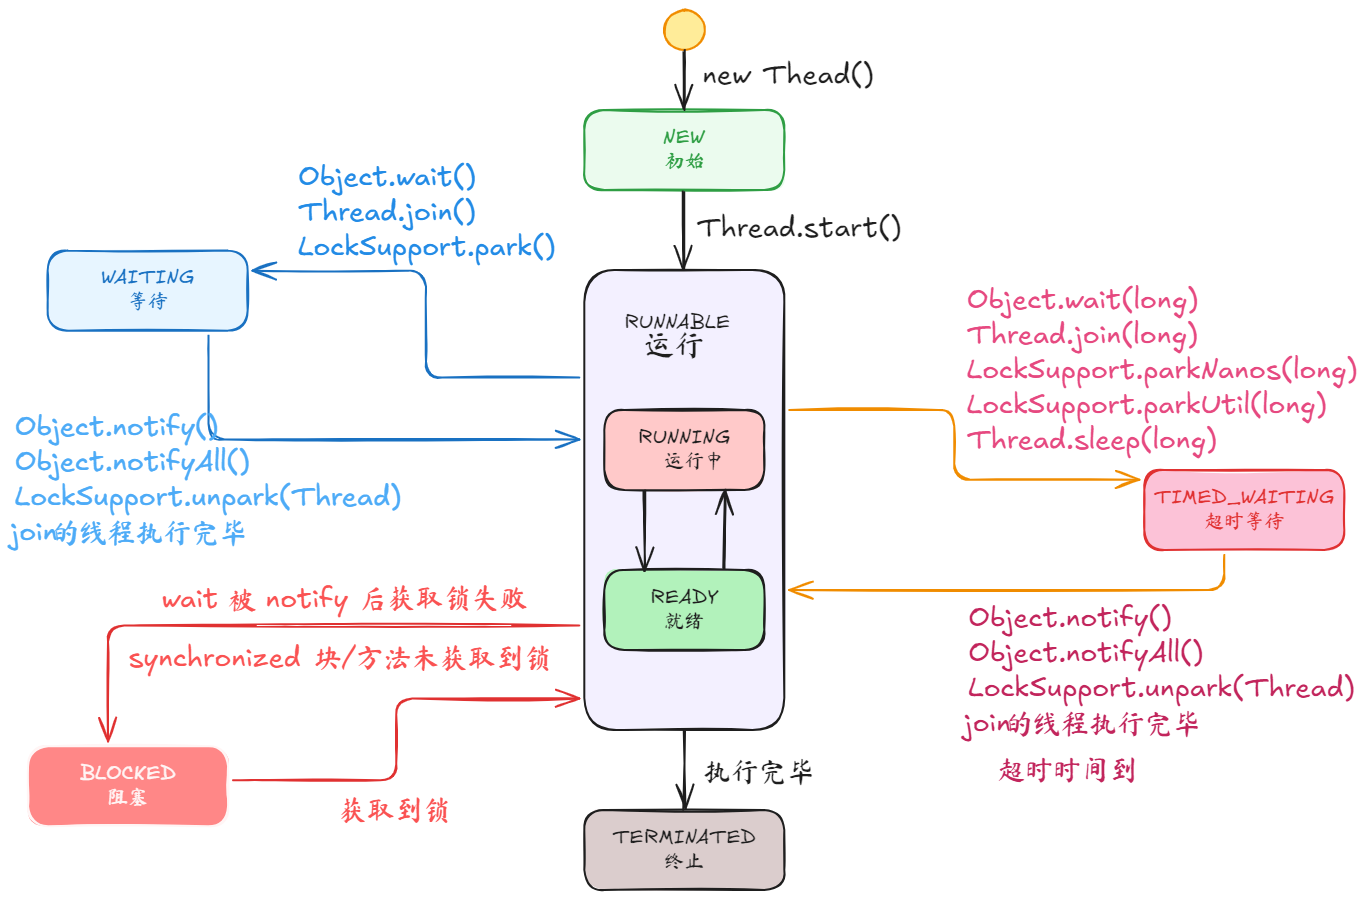 new Thead()
NEW
初始
Object.wait()
Thread.join()
LockSupport.park()
Thread.start()
WAITING
等待
RUNNABLE
运行
Object.wait(long)
Thread.join(long)
LockSupport.parkNanos(long)
LockSupport.parkUtil(long)
Thread.sleep(long)
Object.notify()
Object.notifyAll()
LockSupport.unpark(Thread)
join的线程执行完毕
RUNNING
运行中
TIMED_WAITING
超时等待
READY
就绪
wait 被 notify 后获取锁失败
synchronized 块/方法未获取到锁
Object.notify()
Object.notifyAll()
LockSupport.unpark(Thread)
join的线程执行完毕
超时时间到
BLOCKED
阻塞
获取到锁
执行完毕
TERMINATED
终止